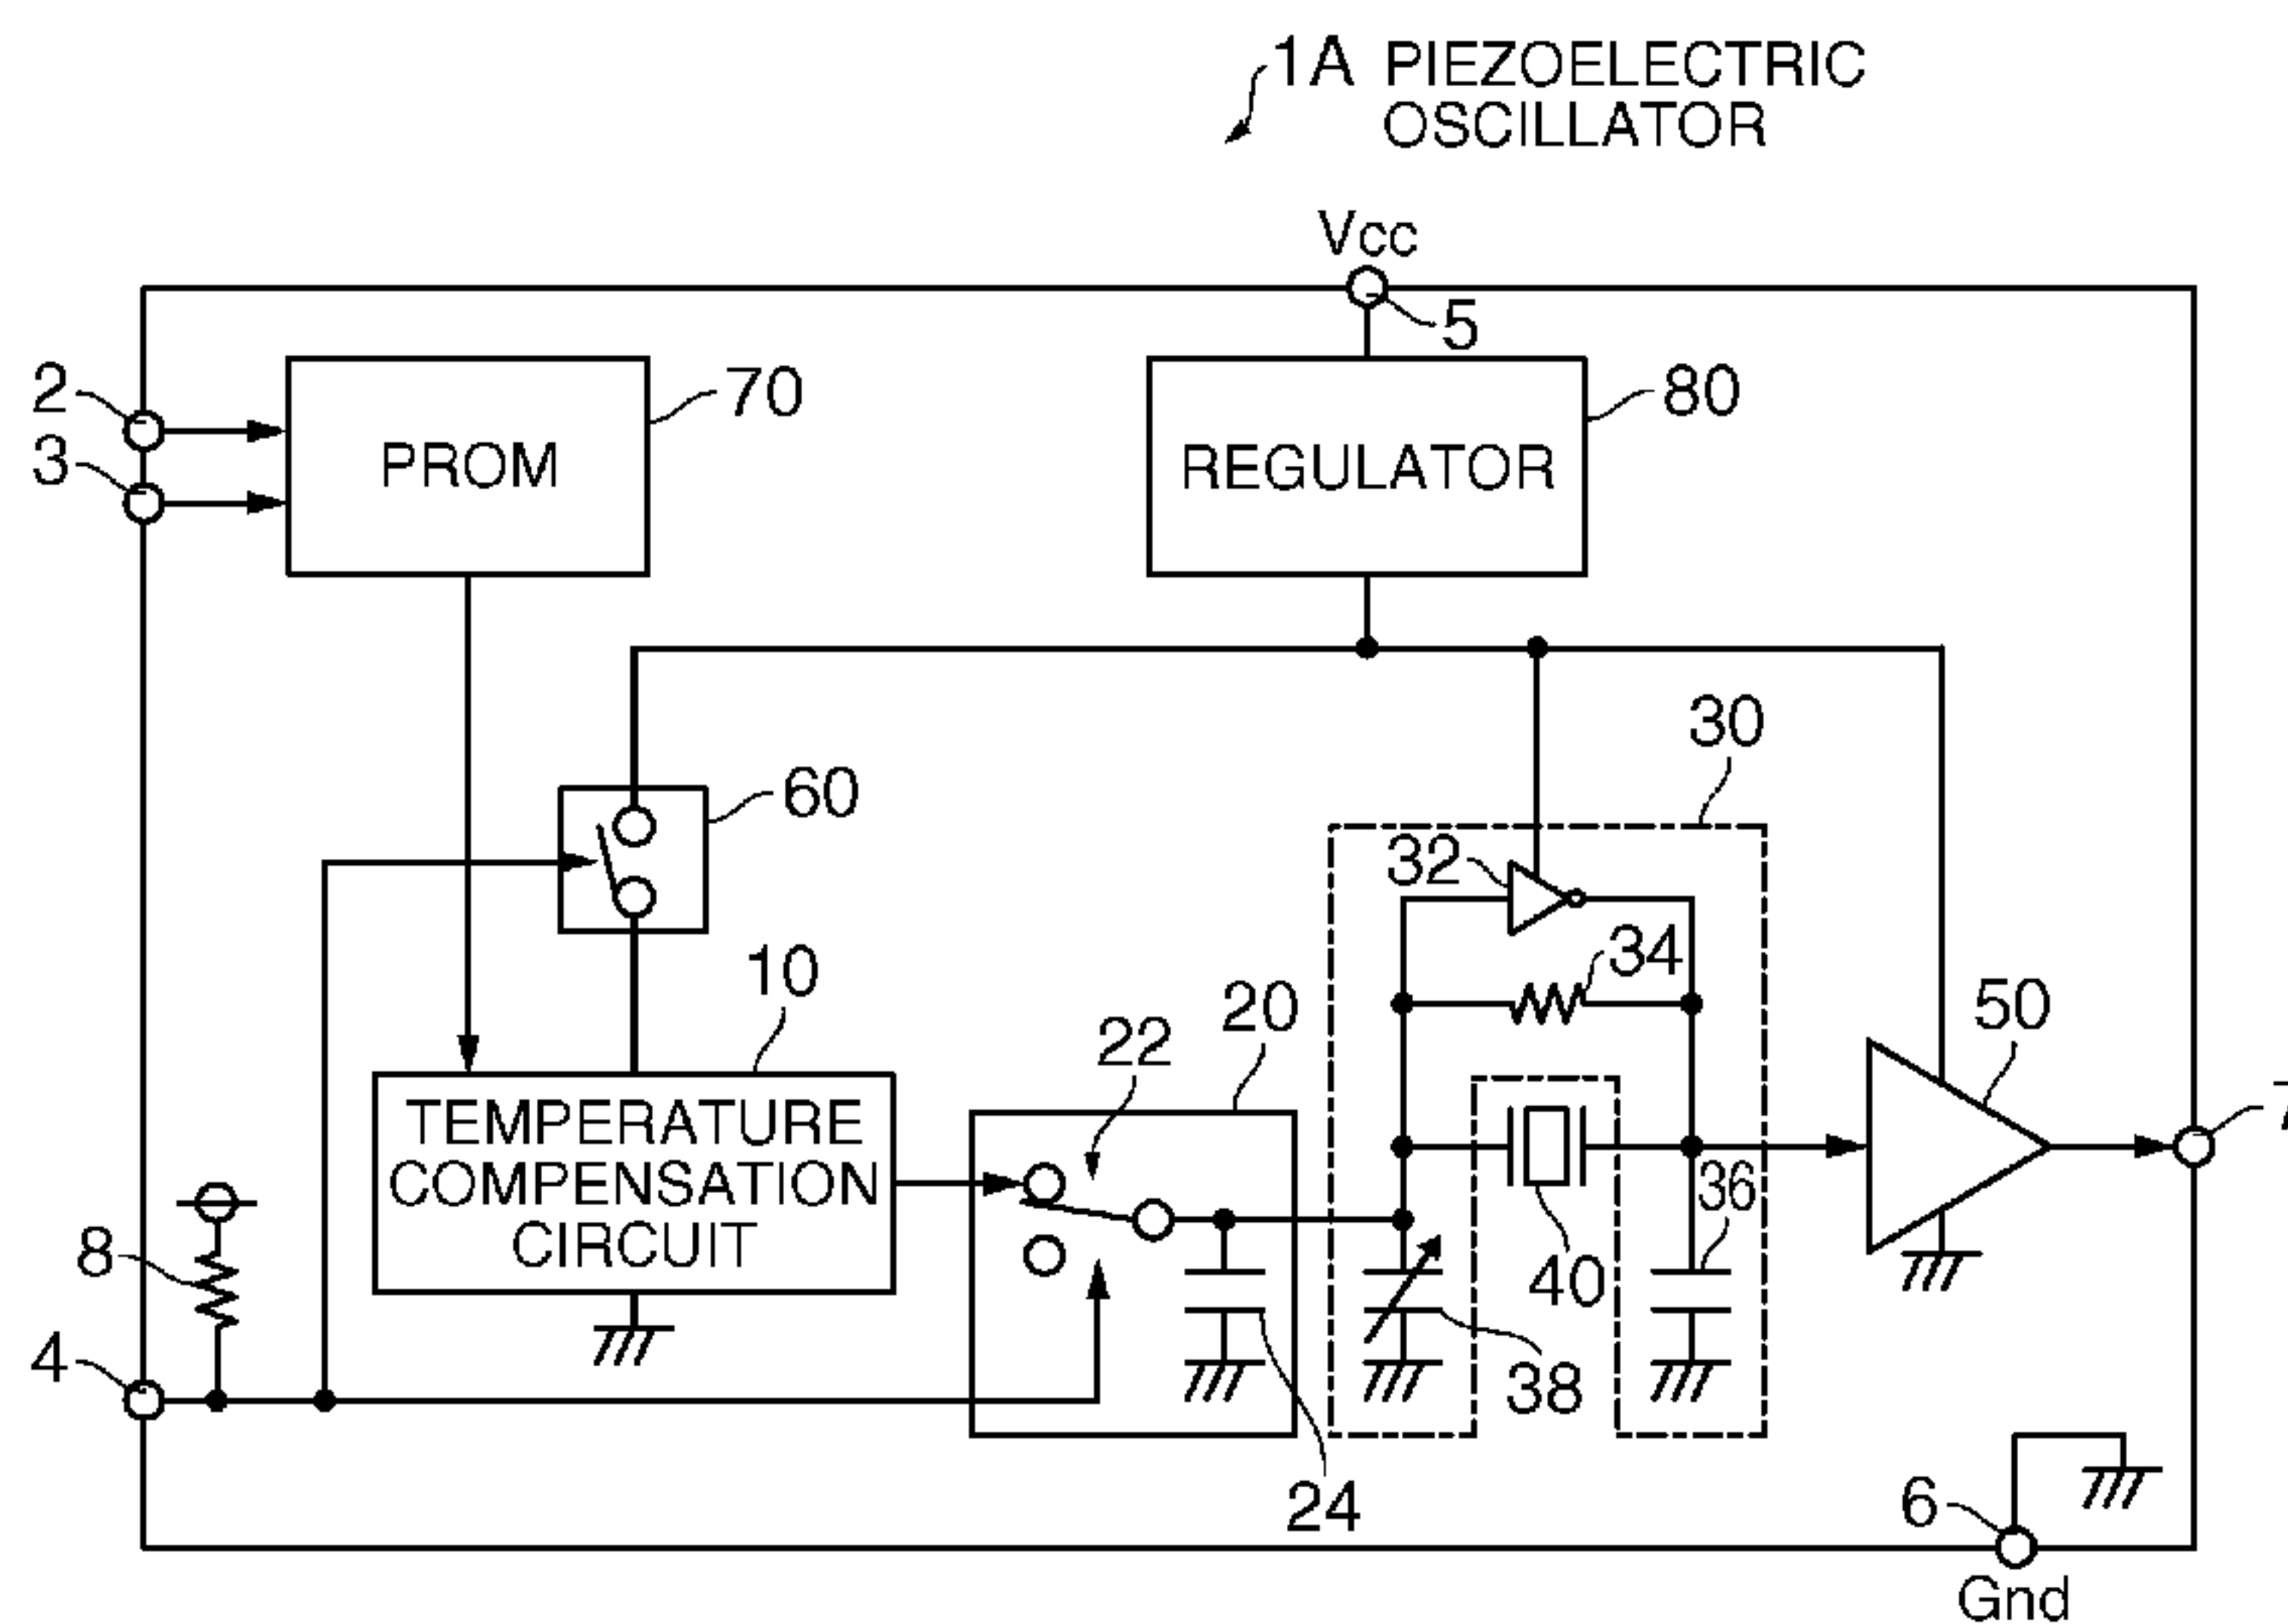 1A PIEZOELECTRIC
OSCILLATOR
Vcc
5
2
3
70
80
PROM
REGULATOR
30
60
32
34
10
20
22
50
7
TEMPERATURE
COMPENSATION
CIRCUIT
36
8
40
4
38
24
6
Gnd